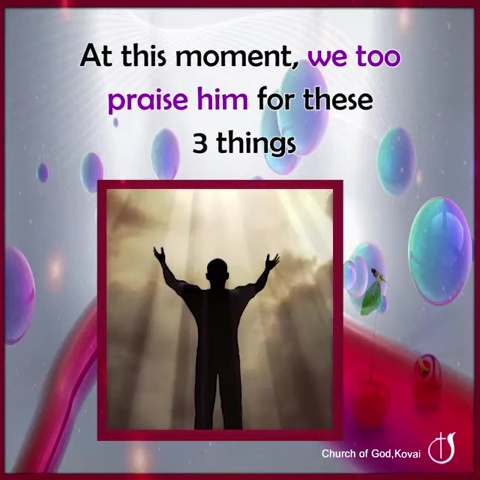 At this moment, we too
praise him for these
3 things
Church of God,Kovai